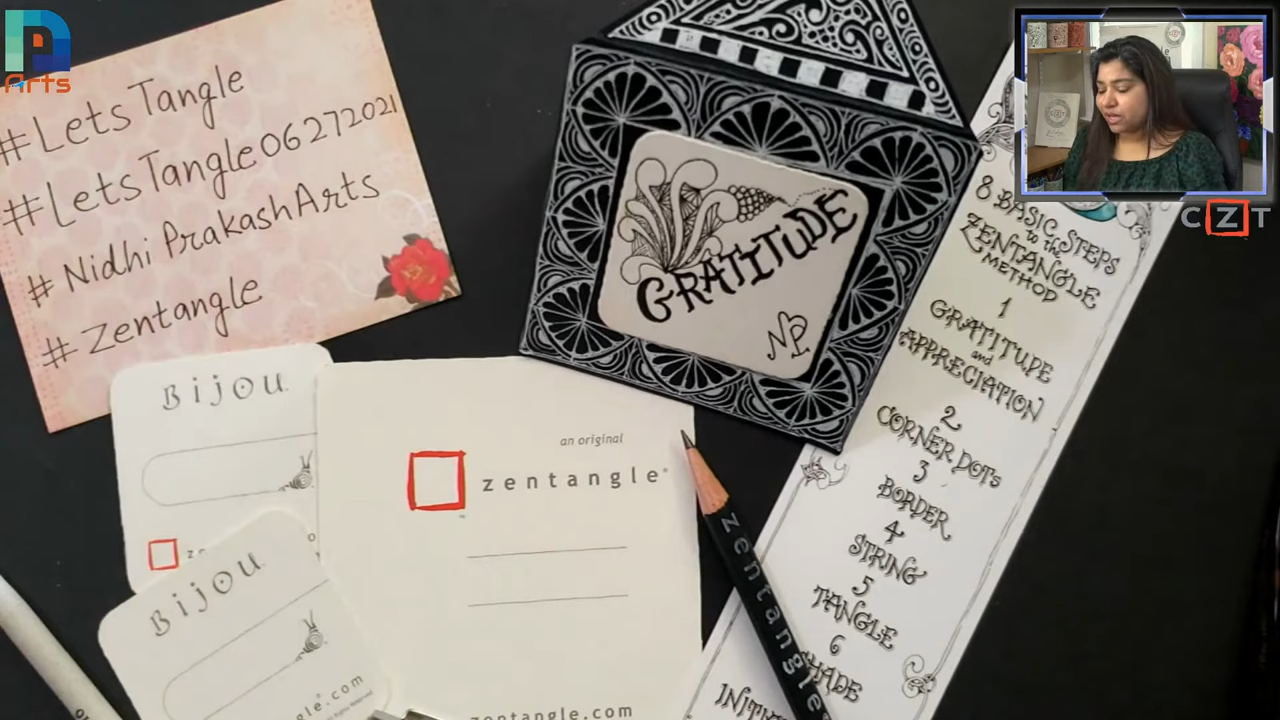 Arts
#LetsTangle
#LetsTangle06272021
# Nidhi PrakashArts
# Zentangle
GRATITUDE
NP
CZT
8 BASIC STEPS
to the
ZENTANGLE
METHOD
1
GRATITUDE
and
APPRECIATION
2
CORNER DOTS
3
BORDER
4
STRING
5
TANGLE
6
SHADE
Bijou
an original
zentangle
Bijou
zentangle.com
zentangle